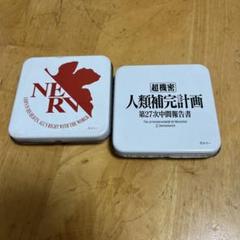 NERV
GOD'S IN HIS HEAVEN. ALL'S RIGHT WITH THE WORLD.
超機密
人類補完計画
第27次中間報告書